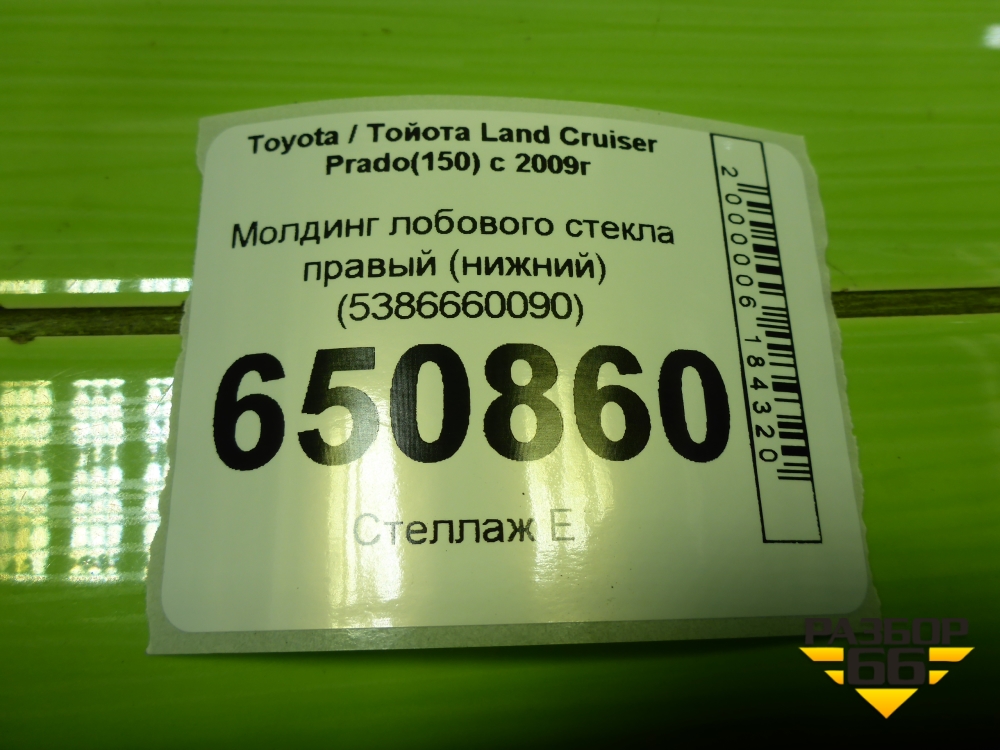 Toyota / Тойота Land Cruiser
Prado(150) с 2009г
Молдинг лобового стекла
правый (нижний)
(5386660090)
650860
Стеллаж Е
2000006184320
РАЗБОР
66